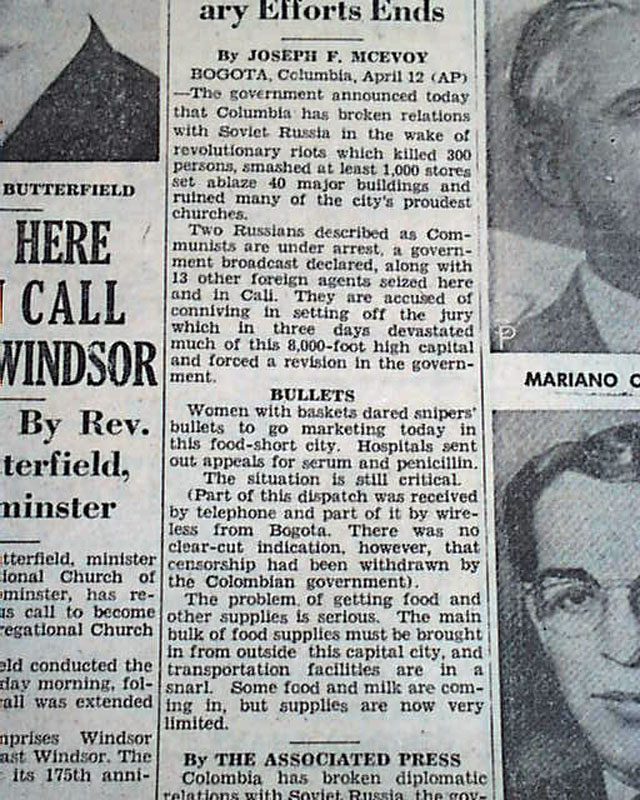 BUTTERFIELD
HERE
CALL
WINDSOR
By Rev.
terfield,
minster
tterfield, minister
ional Church of
minster, has re-
us call to become
regational Church
eld conducted the
day morning, fol-
all was extended
mprises Windsor
ast Windsor. The
its 175th anni-
ary Efforts Ends
By JOSEPH F. MCEVOY
BOGOTA, Columbia, April 12 (AP)
—The government announced today
that Columbia has broken relations
with Soviet Russia in the wake of
revolutionary riots which killed 300
persons, smashed at least 1,000 stores
set ablaze 40 major buildings and
ruined many of the city's proudest
churches.
Two Russians described as Com-
munists are under arrest, a govern-
ment broadcast declared, along with
13 other foreign agents seized here
and in Cali. They are accused of
conniving in setting off the jury
which in three days devastated
much of this 8,000-foot high capital
and forced a revision in the govern-
ment.
BULLETS
Women with baskets dared snipers'
bullets to go marketing today in
this food-short city. Hospitals sent
out appeals for serum and penicillin.
The situation is still critical.
(Part of this dispatch was received
by telephone and part of it by wire-
less from Bogota. There was no
clear-cut indication, however, that
censorship had been withdrawn by
the Colombian government).
The problem of getting food and
other supplies is serious. The main
bulk of food supplies must be brought
in from outside this capital city, and
transportation facilities are in a
snarl. Some food and milk are com-
ing in, but supplies are now very
limited.
By THE ASSOCIATED PRESS
Colombia has broken diplomatic
relations with Soviet Russia, the gov-
MARIANO